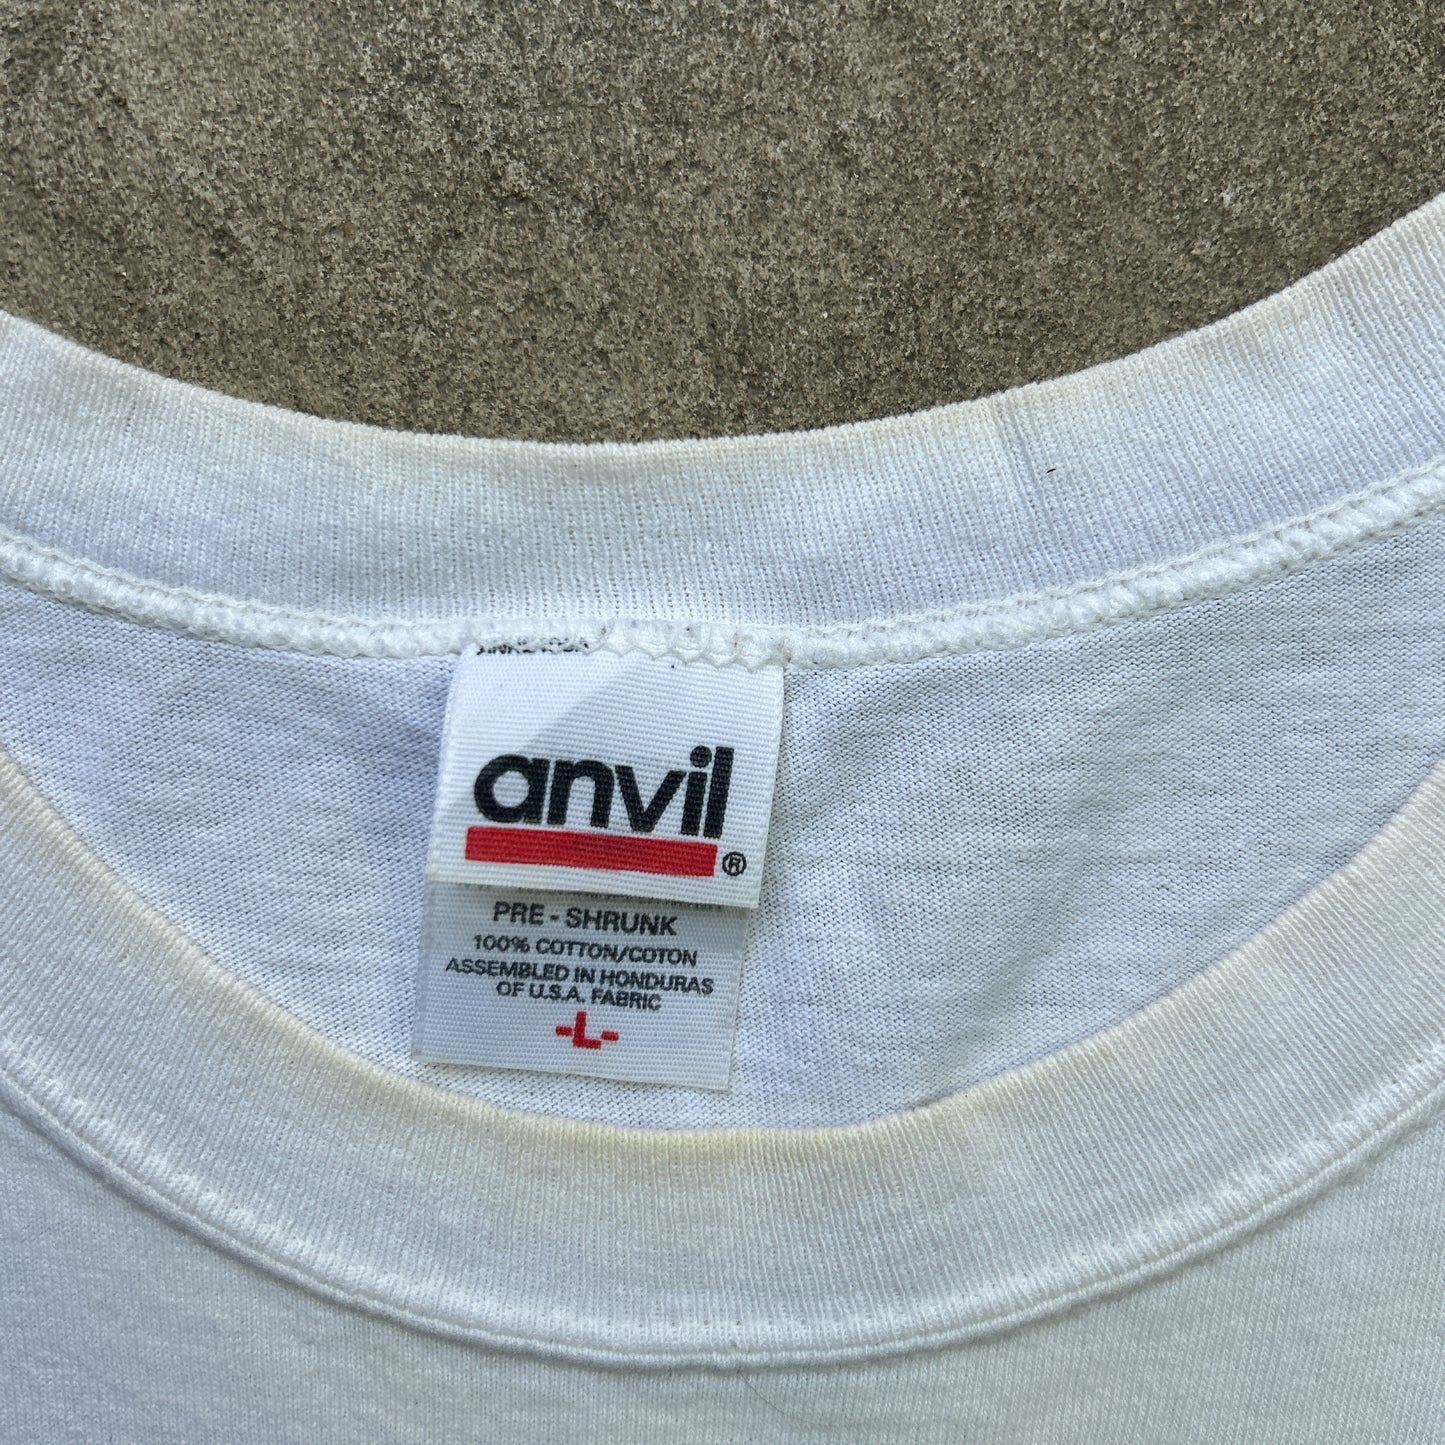 anvil
®
PRE - SHRUNK
100% COTTON/COTON
ASSEMBLED IN HONDURAS
OF U.S.A. FABRIC
-L-